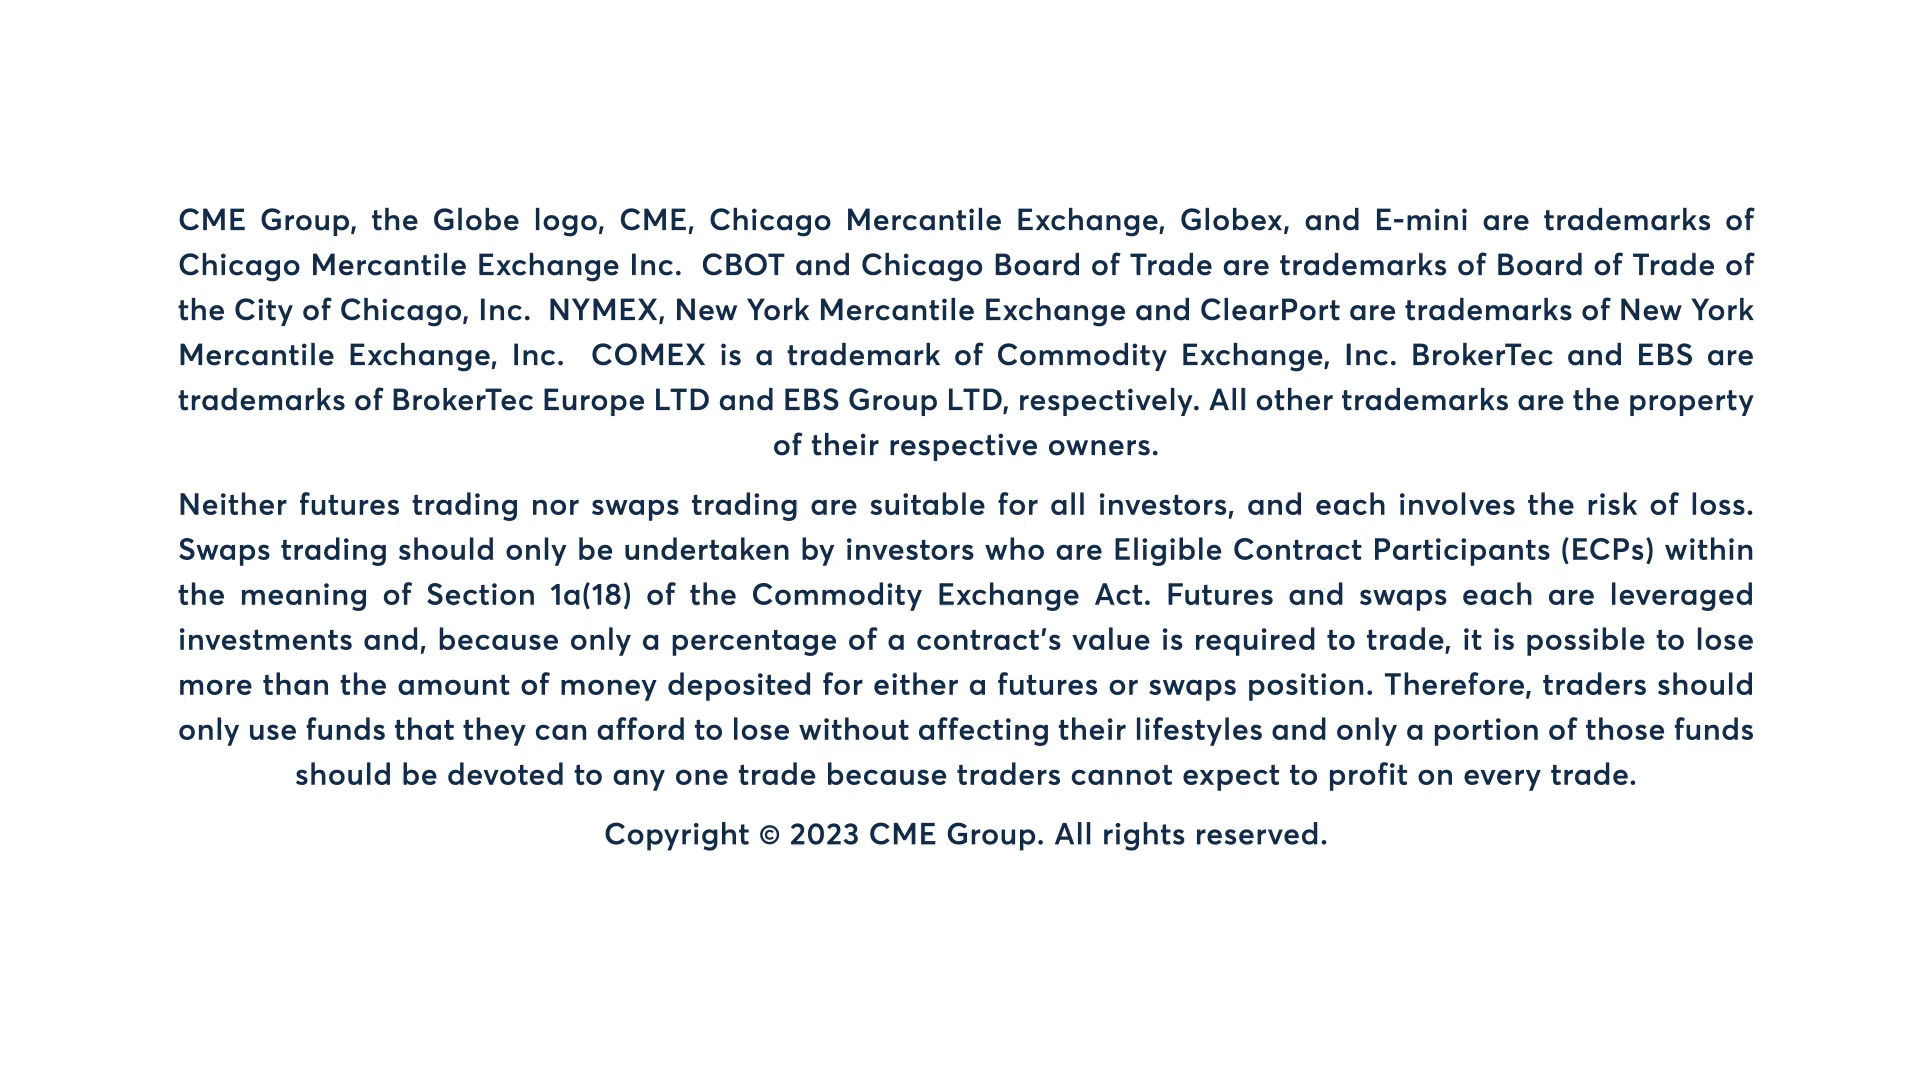 CME Group, the Globe logo, CME, Chicago Mercantile Exchange, Globex, and E-mini are trademarks of
Chicago Mercantile Exchange Inc.  CBOT and Chicago Board of Trade are trademarks of Board of Trade of
the City of Chicago, Inc.  NYMEX, New York Mercantile Exchange and ClearPort are trademarks of New York
Mercantile Exchange, Inc.  COMEX is a trademark of Commodity Exchange, Inc. BrokerTec and EBS are
trademarks of BrokerTec Europe LTD and EBS Group LTD, respectively. All other trademarks are the property
of their respective owners.
Neither futures trading nor swaps trading are suitable for all investors, and each involves the risk of loss.
Swaps trading should only be undertaken by investors who are Eligible Contract Participants (ECPs) within
the meaning of Section 1a(18) of the Commodity Exchange Act. Futures and swaps each are leveraged
investments and, because only a percentage of a contract's value is required to trade, it is possible to lose
more than the amount of money deposited for either a futures or swaps position. Therefore, traders should
only use funds that they can afford to lose without affecting their lifestyles and only a portion of those funds
should be devoted to any one trade because traders cannot expect to profit on every trade.
Copyright © 2023 CME Group. All rights reserved.